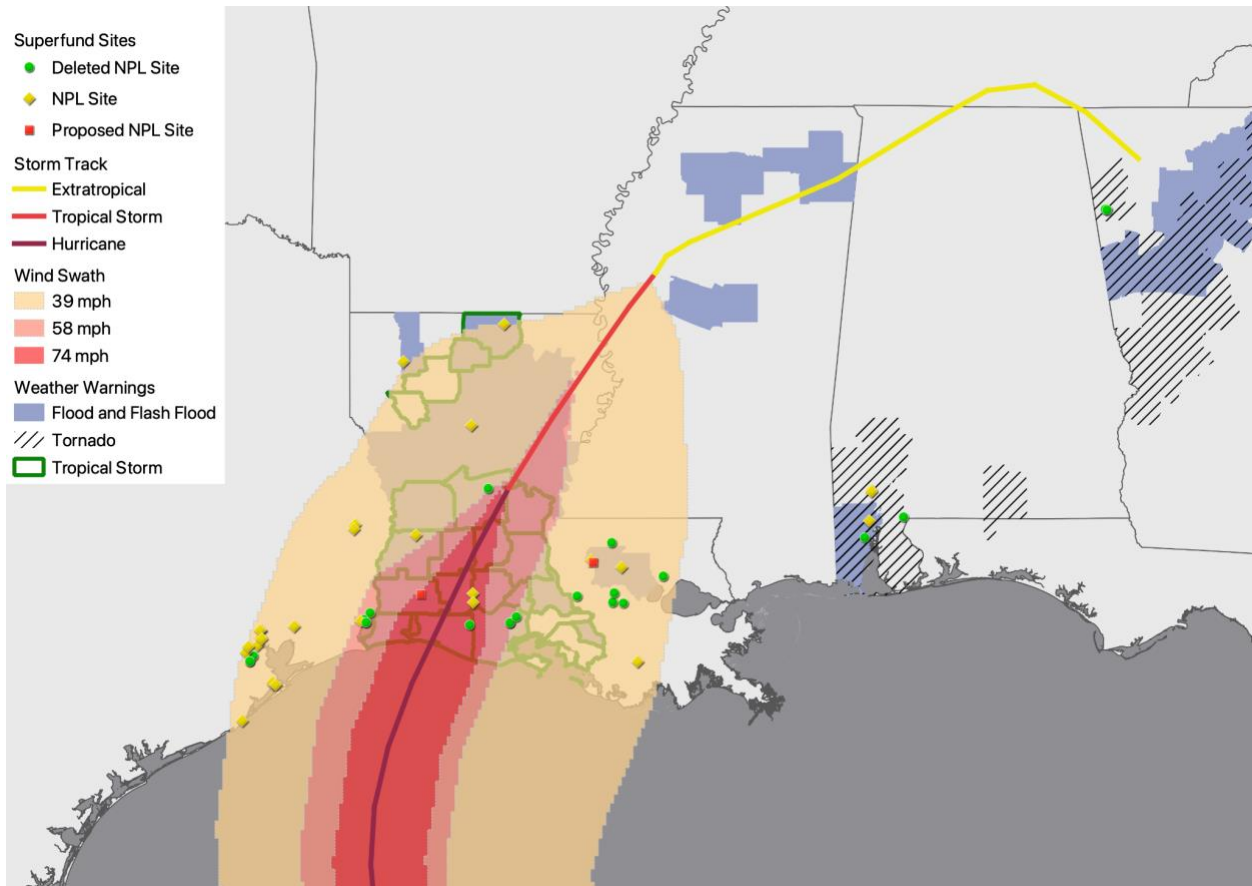 Superfund Sites
Deleted NPL Site
NPL Site
Proposed NPL Site
Storm Track
Extratropical
Tropical Storm
Hurricane
Wind Swath
39 mph
58 mph
74 mph
Weather Warnings
Flood and Flash Flood
Tornado
Tropical Storm